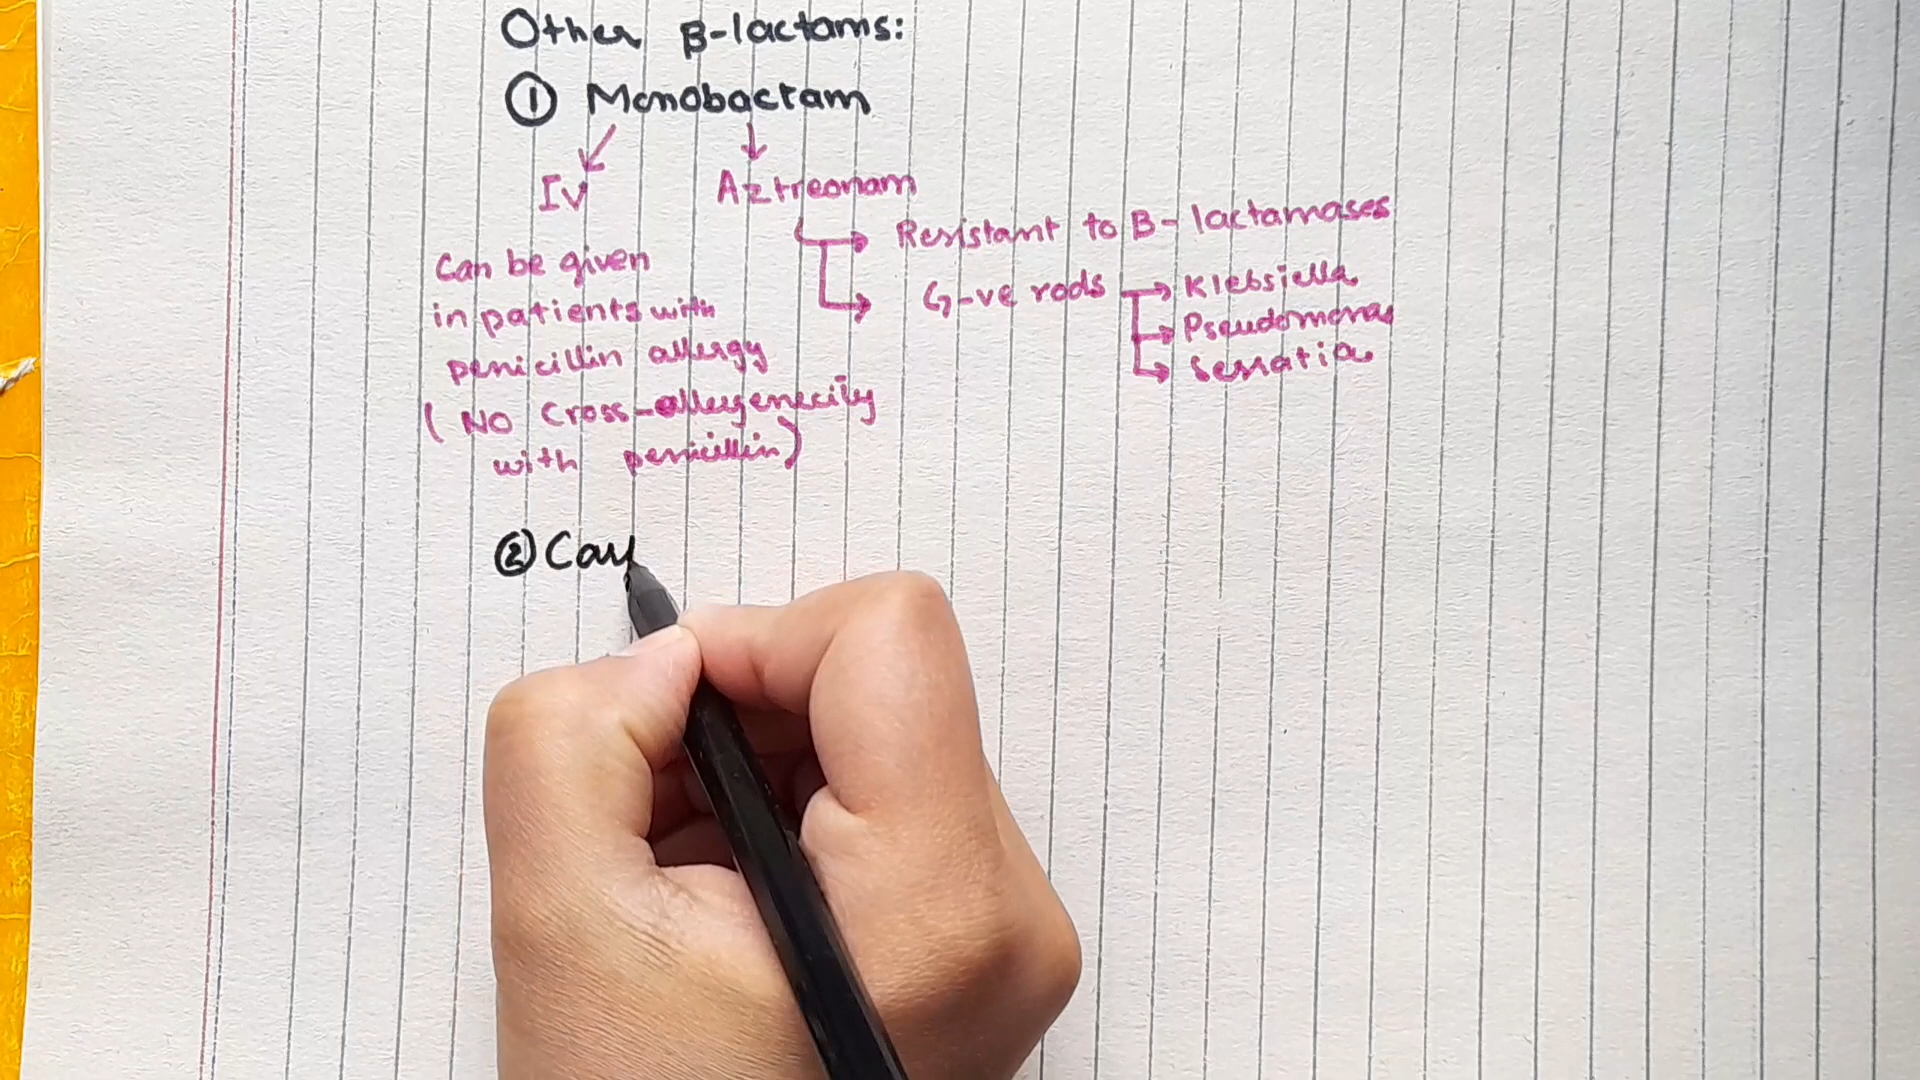 Other β-lactams:
① Monobactam
IV
Aztreonam
Resistant to B-lactamases
G-ve rods
Klebsiella
Pseudomonas
Serratia
Can be given
in patients with
penicillin allergy
(NO Cross-allergenecity
with penicillin)
② Car